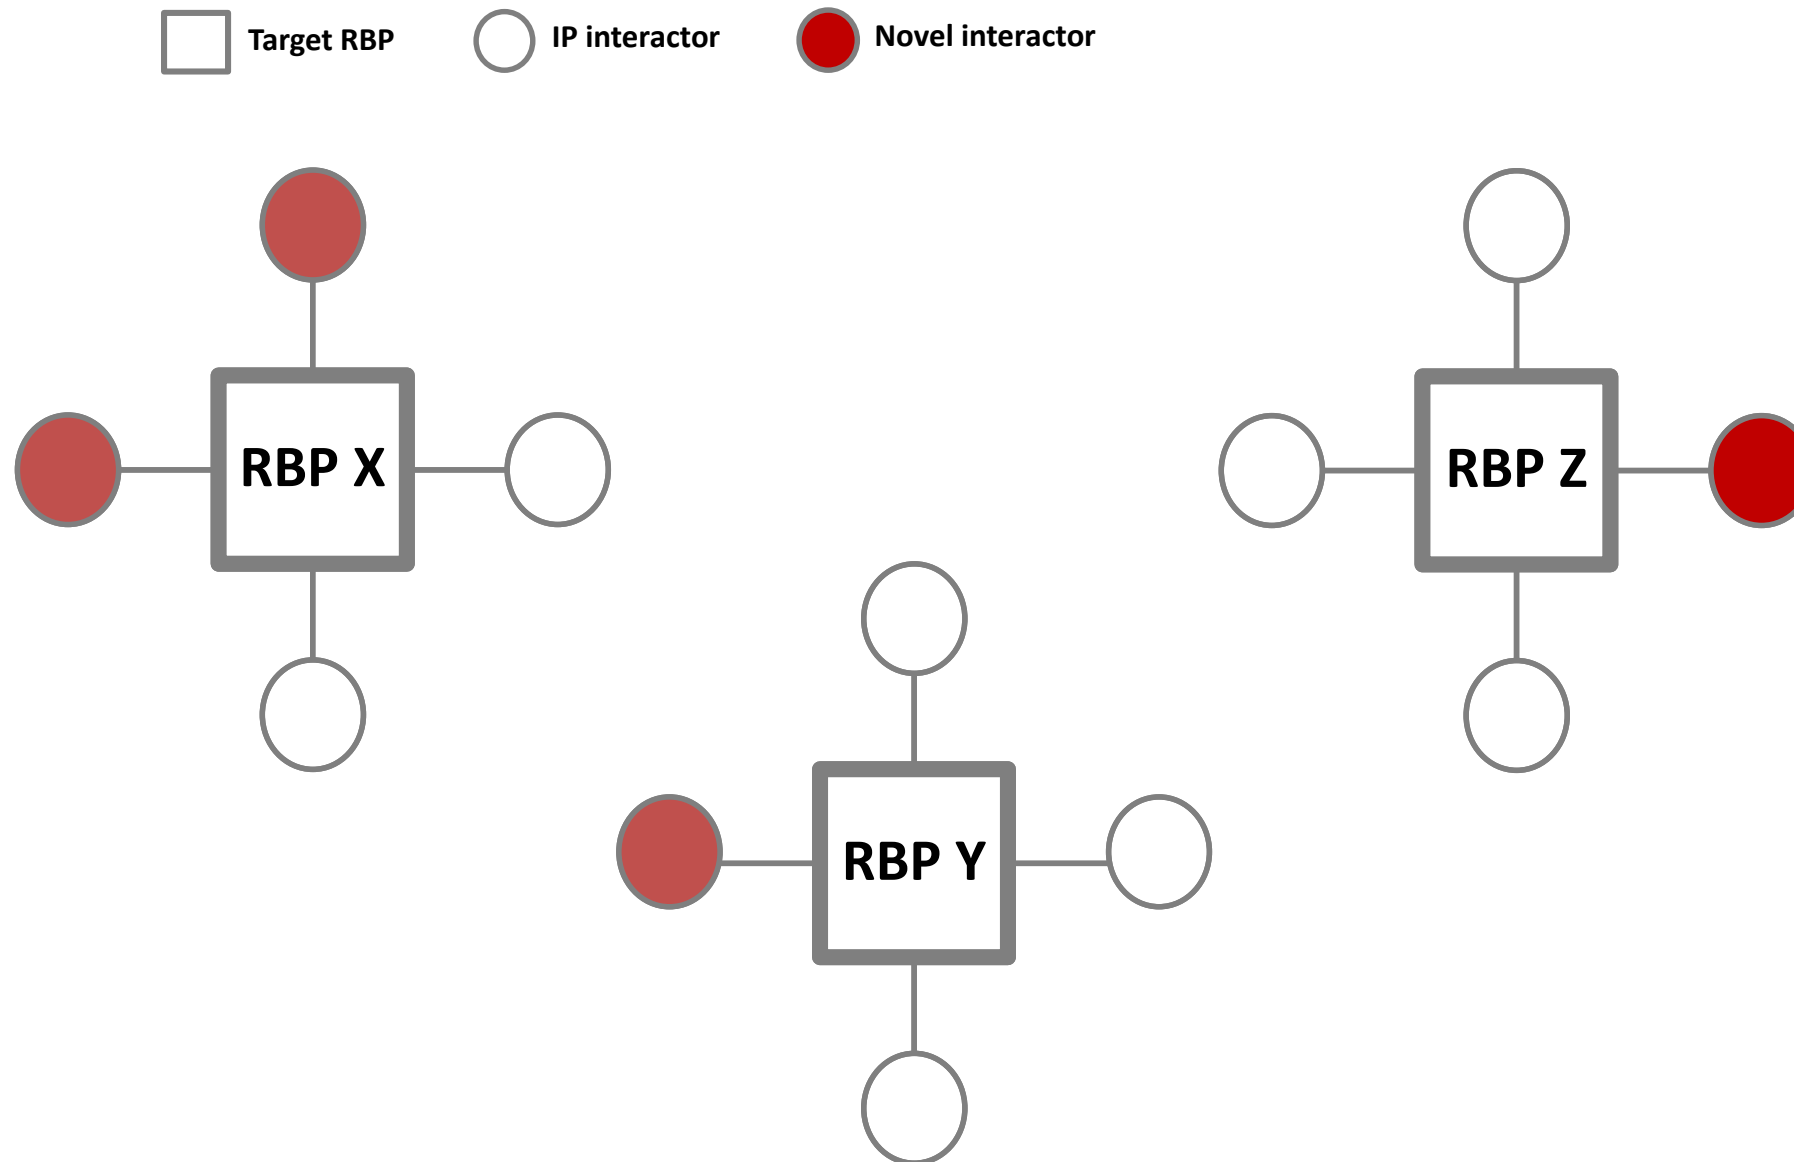 Target RBP
IP interactor
Novel interactor
RBP X
RBP Z
RBP Y